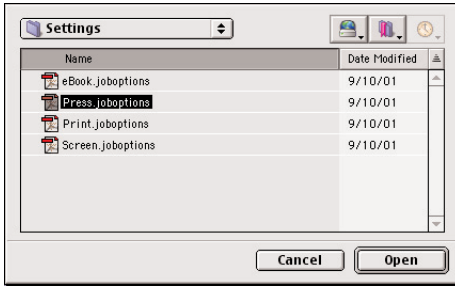 Settings
Name Date Modified
eBook.joboptions 9/10/01
Press.joboptions 9/10/01
Print.joboptions 9/10/01
Screen.joboptions 9/10/01
Cancel Open